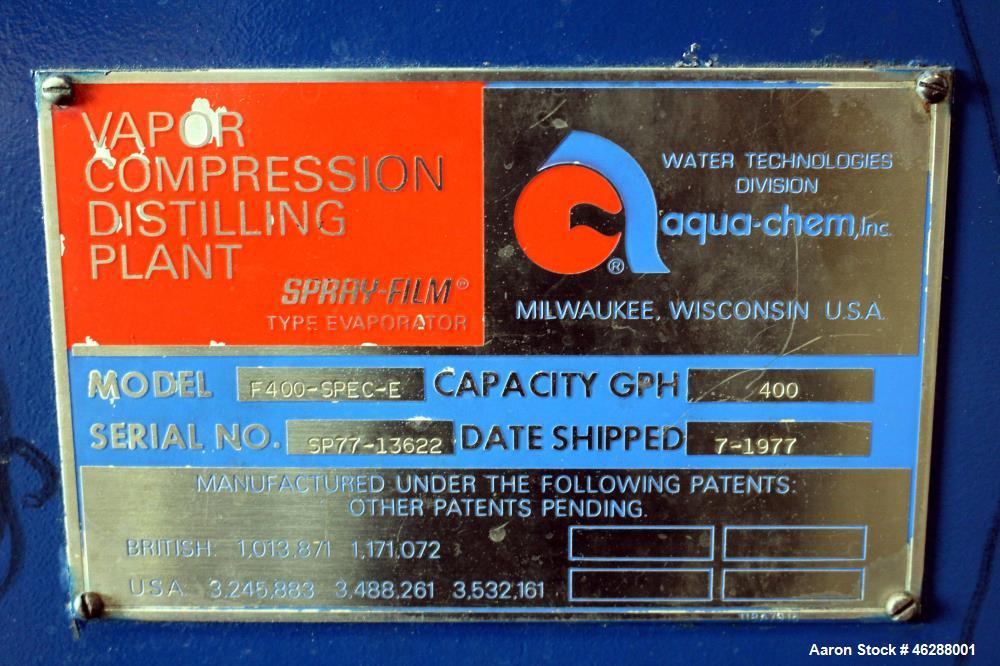 VAPOR
COMPRESSION
DISTILLING
PLANT
SPRAY-FILM®
TYPE EVAPORATOR
WATER TECHNOLOGIES
DIVISION
aqua-chem, Inc.
®
MILWAUKEE, WISCONSIN U.S.A.
MODEL F400-SPEC-E CAPACITY GPH 400
SERIAL NO. SP77-13622 DATE SHIPPED 7-1977
MANUFACTURED UNDER THE FOLLOWING PATENTS:
OTHER PATENTS PENDING.
BRITISH: 1,013,871 1,171,072
U.S.A. 3,245,883 3,488,261 3,532,161
Aaron Stock # 46288001